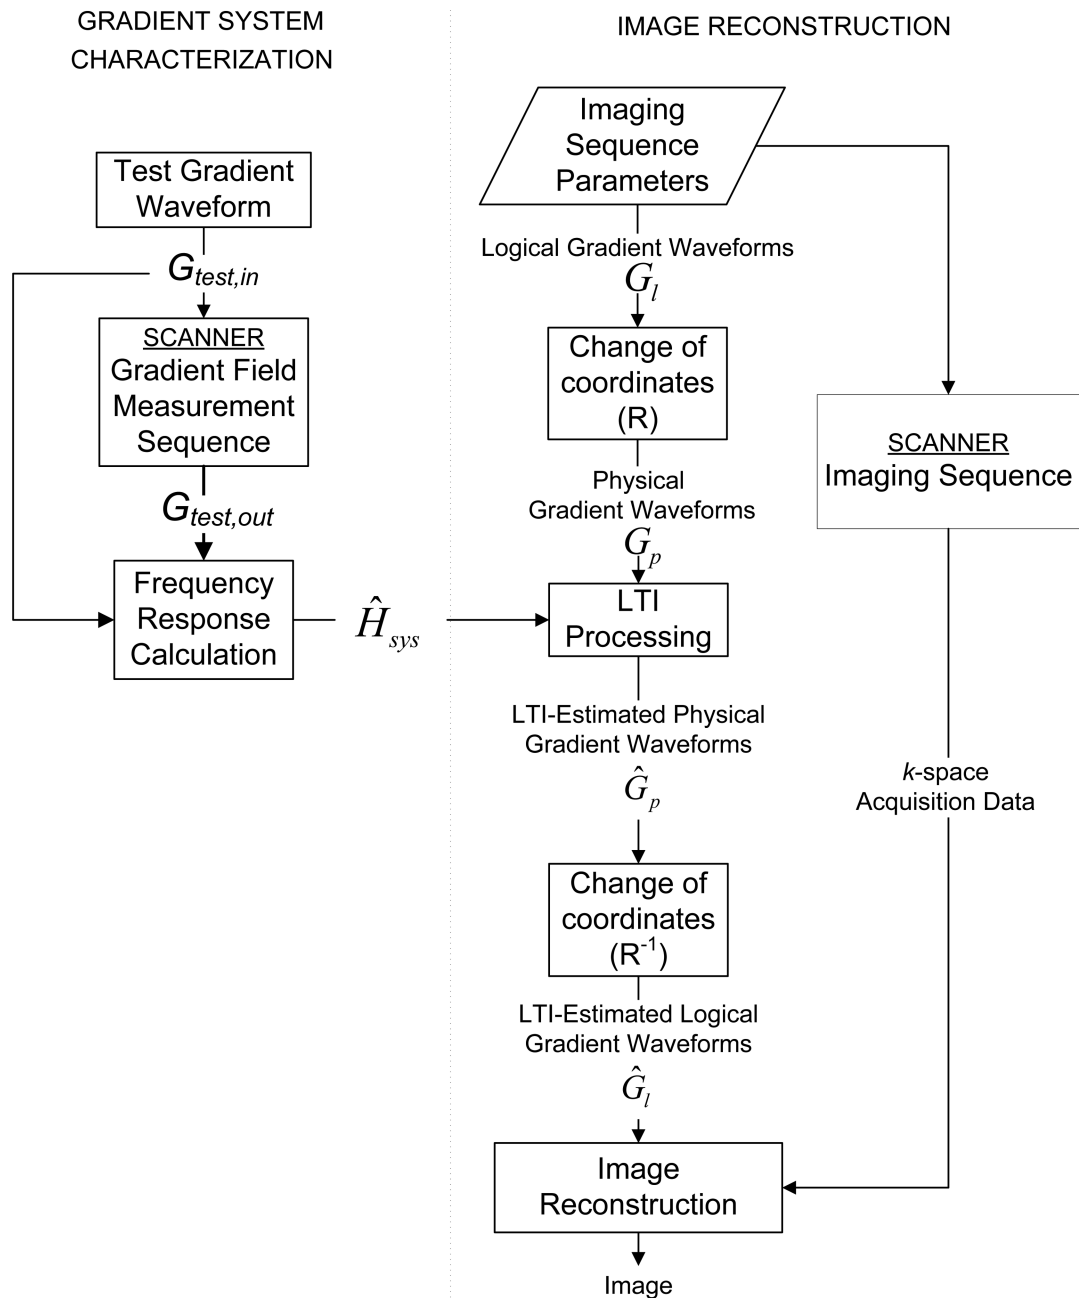 GRADIENT SYSTEM
CHARACTERIZATION
Test Gradient
Waveform
G_test,in
SCANNER
Gradient Field
Measurement
Sequence
G_test,out
Frequency
Response
Calculation
Ĥ_sys
IMAGE RECONSTRUCTION
Imaging
Sequence
Parameters
Logical Gradient Waveforms
G_l
Change of
coordinates
(R)
Physical
Gradient Waveforms
G_p
LTI
Processing
LTI-Estimated Physical
Gradient Waveforms
Ĝ_p
Change of
coordinates
(R⁻¹)
LTI-Estimated Logical
Gradient Waveforms
Ĝ_l
Image
Reconstruction
Image
SCANNER
Imaging Sequence
k-space
Acquisition Data